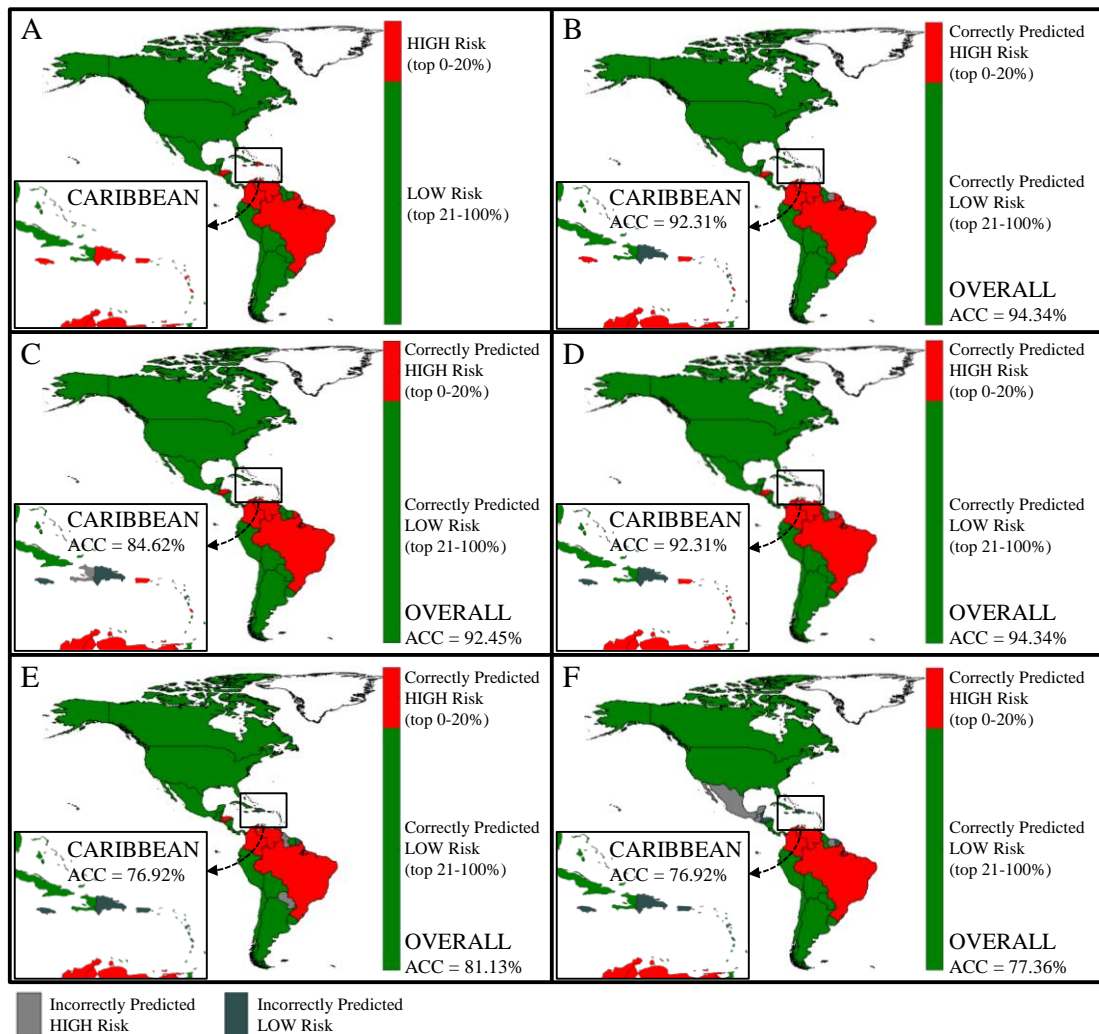 A
HIGH Risk
(top 0-20%)
CARIBBEAN
LOW Risk
(top 21-100%)
B
Correctly Predicted
HIGH Risk
(top 0-20%)
CARIBBEAN
ACC = 92.31%
Correctly Predicted
LOW Risk
(top 21-100%)
OVERALL
ACC = 94.34%
C
Correctly Predicted
HIGH Risk
(top 0-20%)
CARIBBEAN
ACC = 84.62%
Correctly Predicted
LOW Risk
(top 21-100%)
OVERALL
ACC = 92.45%
D
Correctly Predicted
HIGH Risk
(top 0-20%)
CARIBBEAN
ACC = 92.31%
Correctly Predicted
LOW Risk
(top 21-100%)
OVERALL
ACC = 94.34%
E
Correctly Predicted
HIGH Risk
(top 0-20%)
CARIBBEAN
ACC = 76.92%
Correctly Predicted
LOW Risk
(top 21-100%)
OVERALL
ACC = 81.13%
F
Correctly Predicted
HIGH Risk
(top 0-20%)
CARIBBEAN
ACC = 76.92%
Correctly Predicted
LOW Risk
(top 21-100%)
OVERALL
ACC = 77.36%
Incorrectly Predicted
HIGH Risk
Incorrectly Predicted
LOW Risk